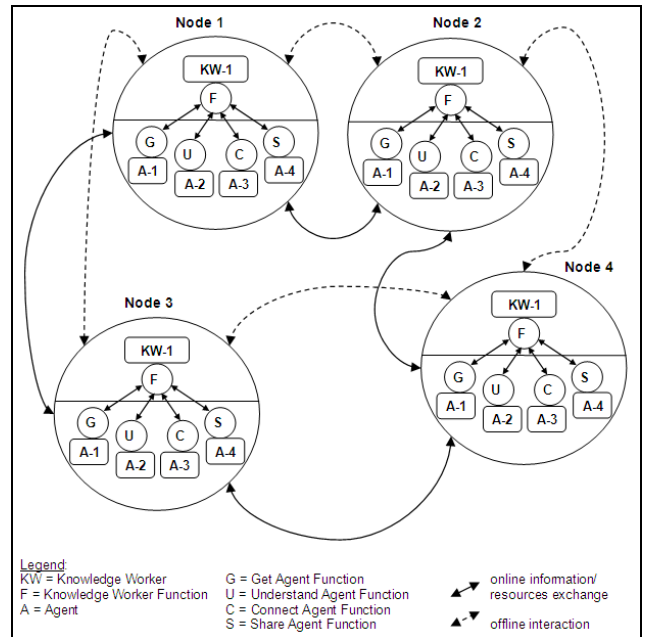 Node 1
Node 2
KW-1
KW-1
F
F
G
U
C
S
G
U
C
S
A-1
A-2
A-3
A-4
A-1
A-2
A-3
A-4
Node 3
Node 4
KW-1
KW-1
F
F
G
U
C
S
G
U
C
S
A-1
A-2
A-3
A-4
A-1
A-2
A-3
A-4
Legend:
KW = Knowledge Worker
F = Knowledge Worker Function
A = Agent
G = Get Agent Function
U = Understand Agent Function
C = Connect Agent Function
S = Share Agent Function
online information/
resources exchange
offline interaction